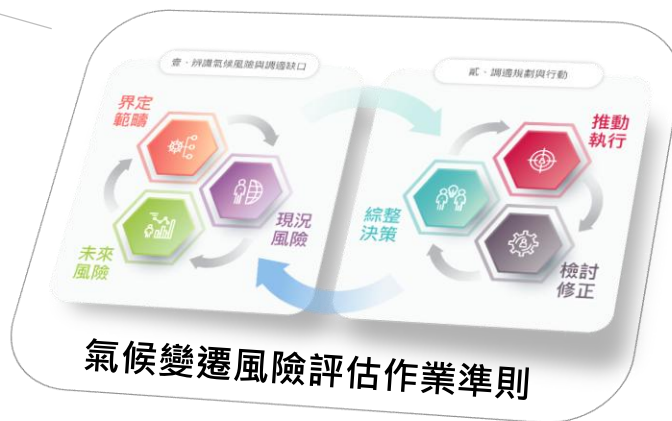 壹、辨識氣候風險與調適缺口
界定
範疇
現況
風險
未來
風險
貳、調適規劃與行動
推動
執行
綜整
決策
檢討
修正
氣候變遷風險評估作業準則